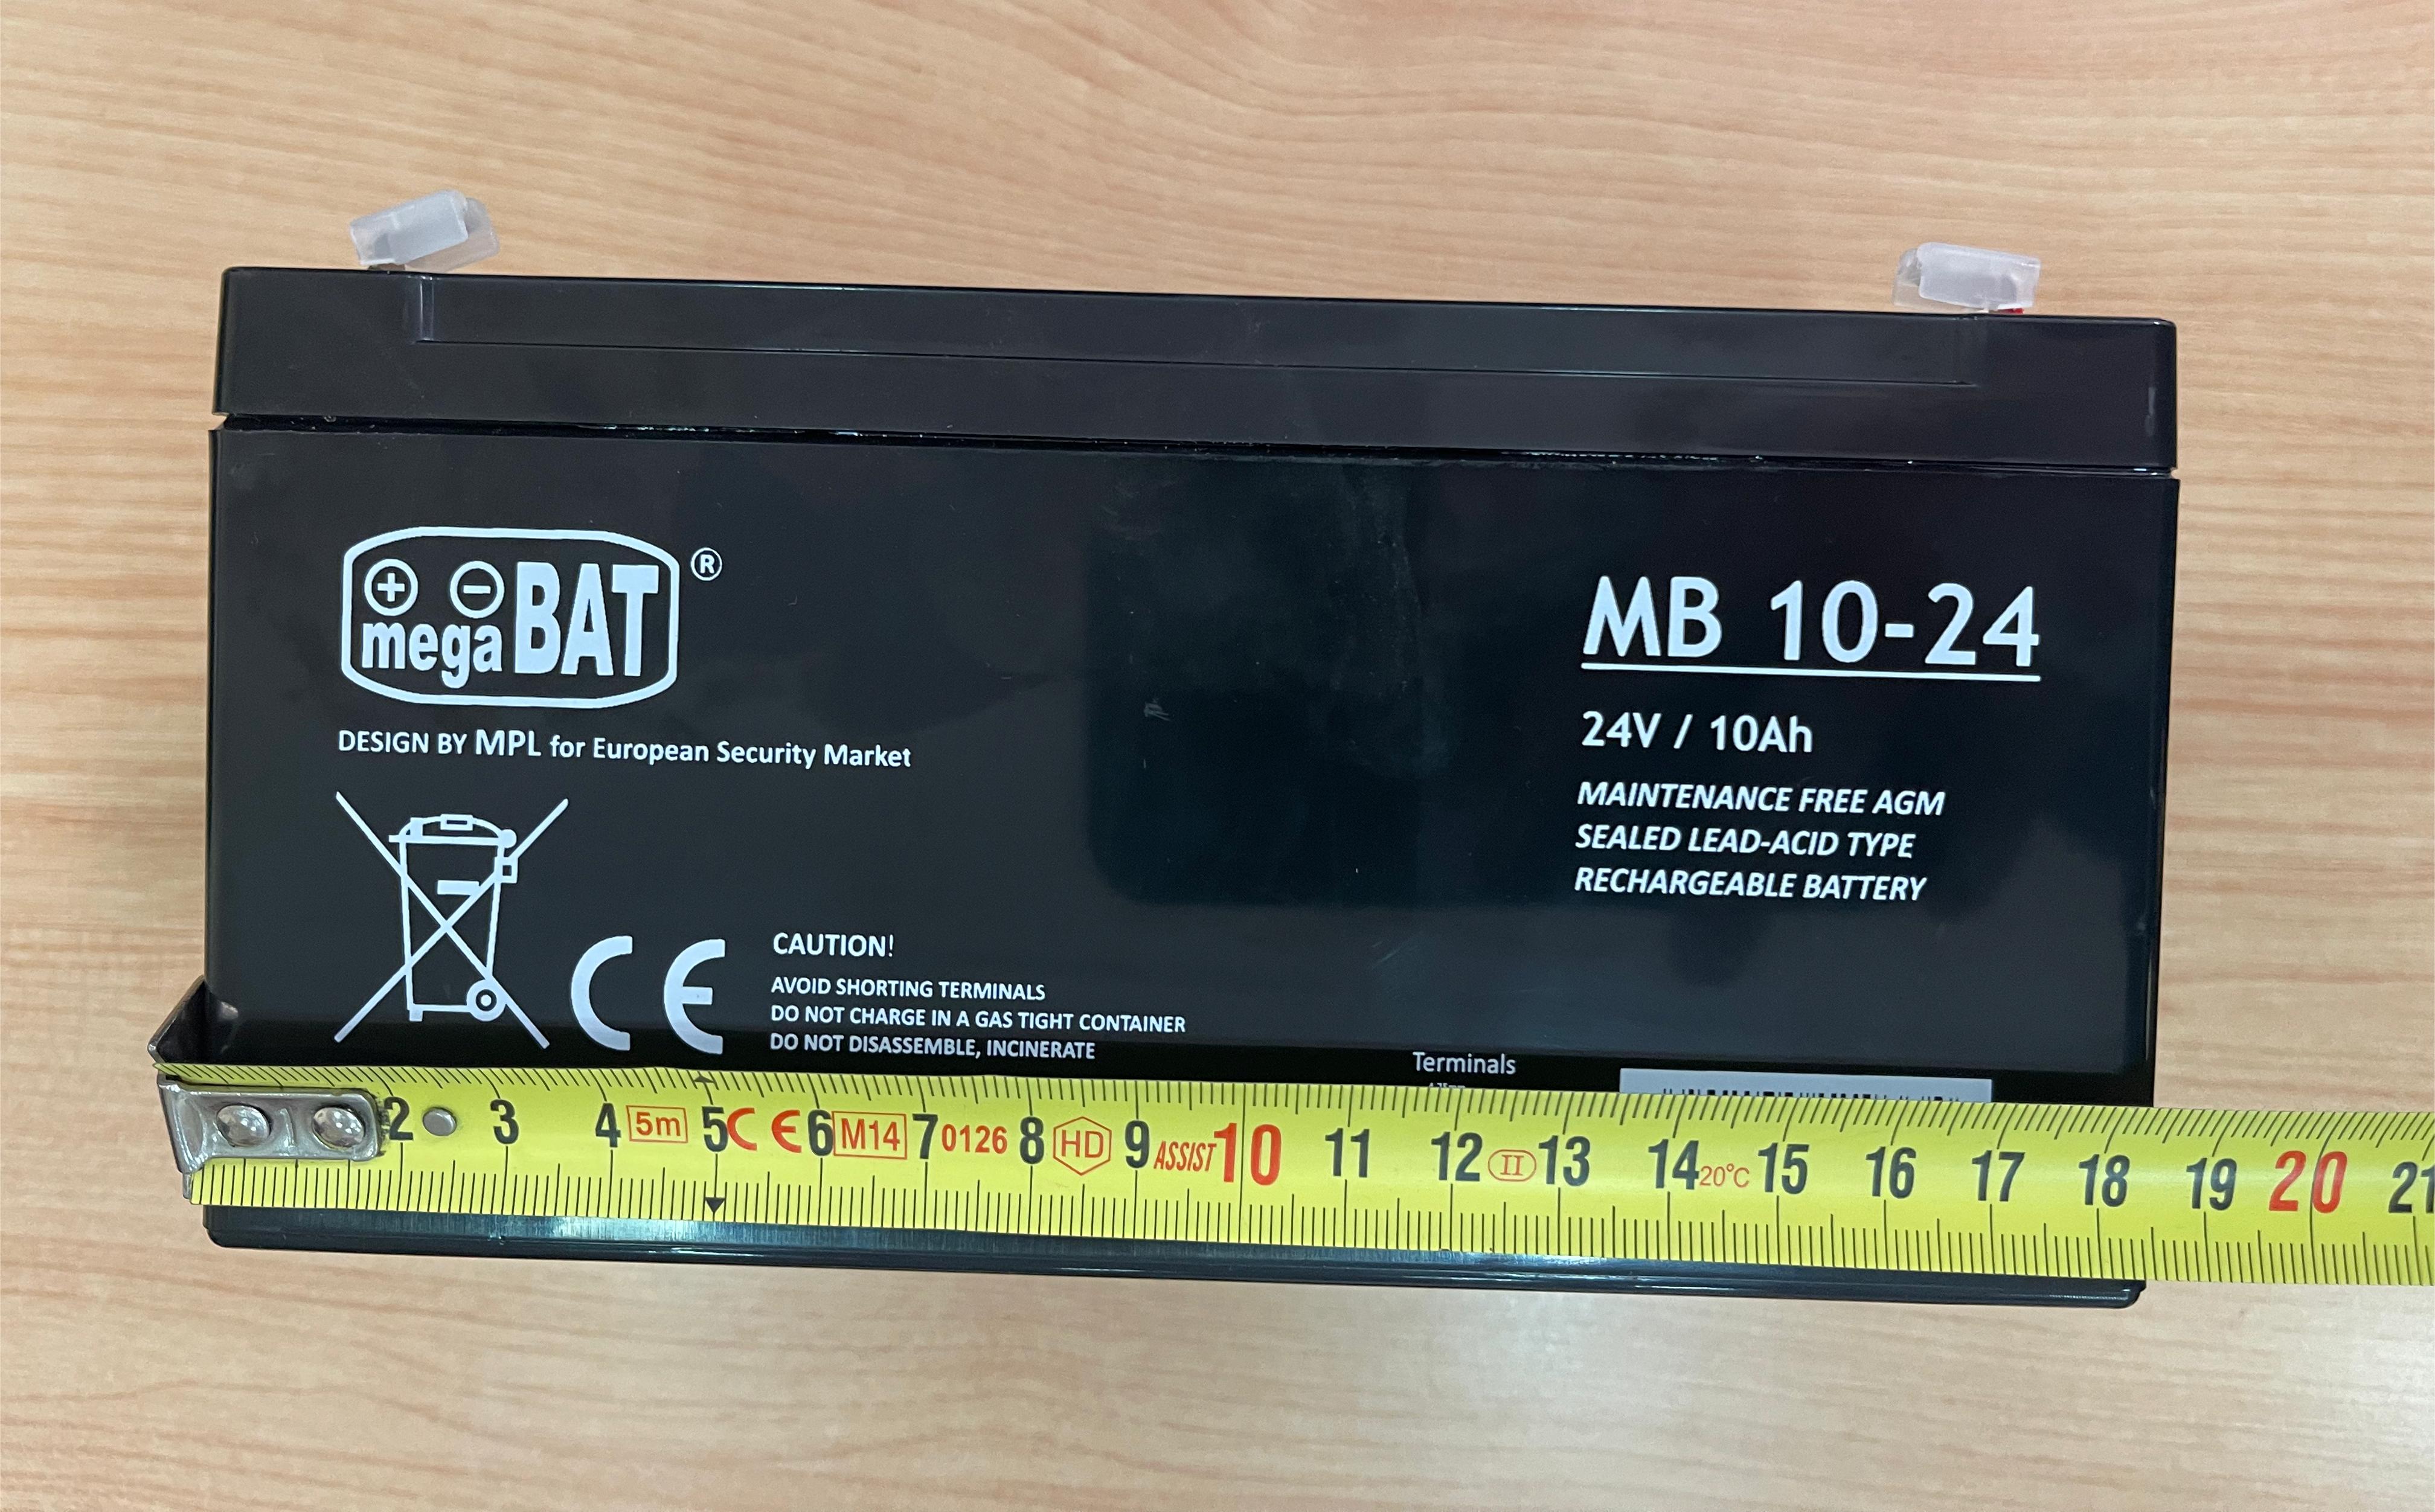 mega BAT ®
DESIGN BY MPL for European Security Market
MB 10-24
24V / 10Ah
MAINTENANCE FREE AGM
SEALED LEAD-ACID TYPE
RECHARGEABLE BATTERY
CE
CAUTION!
AVOID SHORTING TERMINALS
DO NOT CHARGE IN A GAS TIGHT CONTAINER
DO NOT DISASSEMBLE, INCINERATE
Terminals
2 3 4 5m 5 CE 6 M14 7 0126 8 HD 9 ASSIST 10 11 12 II 13 14 20°C 15 16 17 18 19 20 21